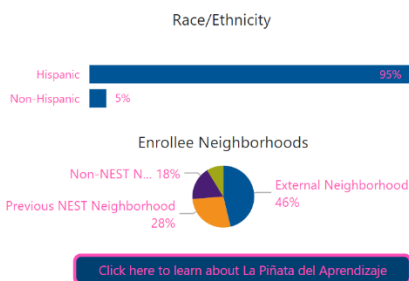 Race/Ethnicity
Hispanic 95%
Non-Hispanic 5%
Enrollee Neighborhoods
Non-NEST N... 18%
External Neighborhood
46%
Previous NEST Neighborhood
28%
Click here to learn about La Piñata del Aprendizaje